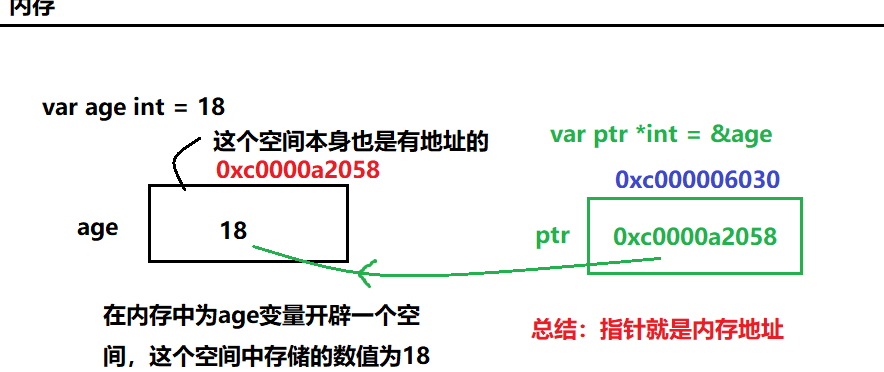 内存
var age int = 18
这个空间本身也是有地址的
0xc0000a2058
age
18
在内存中为age变量开辟一个空
间，这个空间中存储的数值为18
var ptr *int = &age
0xc000006030
ptr
0xc0000a2058
总结：指针就是内存地址